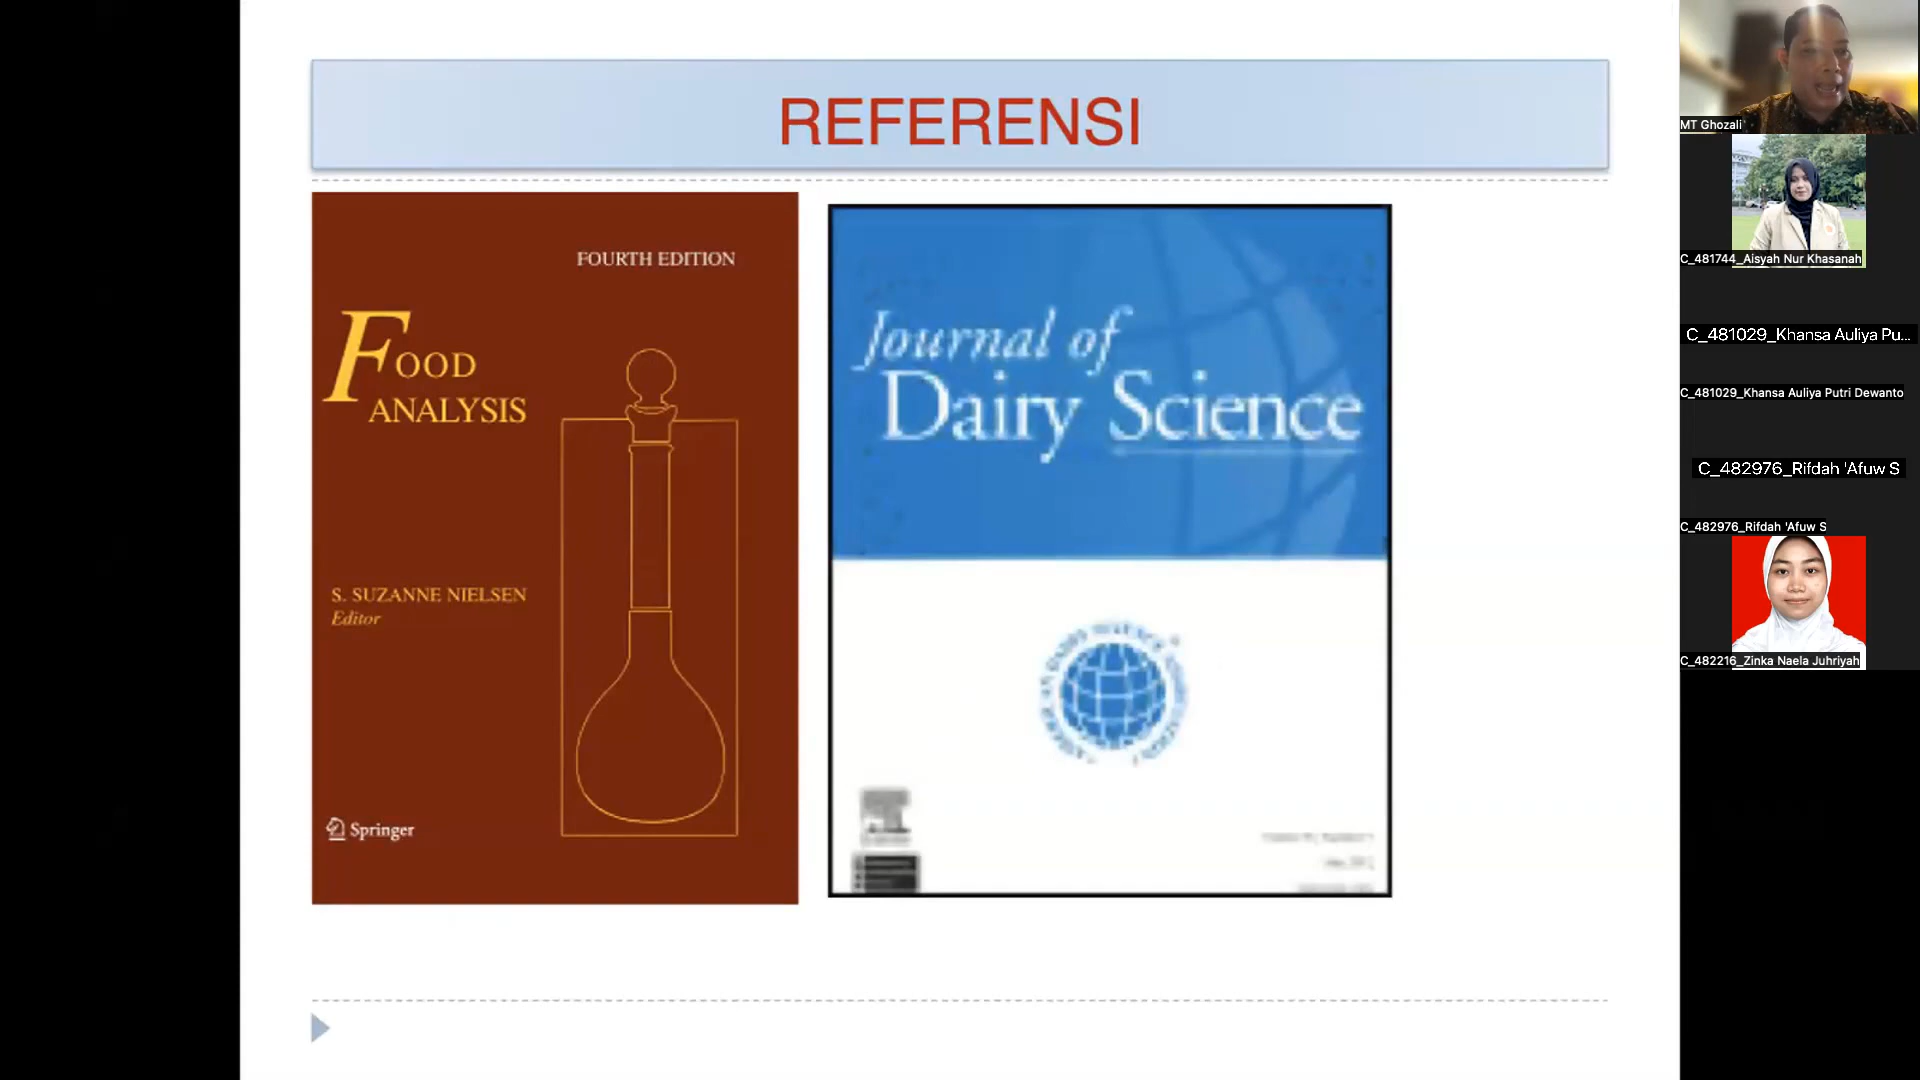 REFERENSI
FOURTH EDITION
FOOD
ANALYSIS
S. SUZANNE NIELSEN
Editor
Springer
Journal of
Dairy Science
MT Ghozali
C_481744_Aisyah Nur Khasanah
C_481029_Khansa Auliya Pu...
C_481029_Khansa Auliya Putri Dewanto
C_482976_Rifdah 'Afuw S
C_482976_Rifdah 'Afuw S
C_482216_Zinka Naela Juhriyah